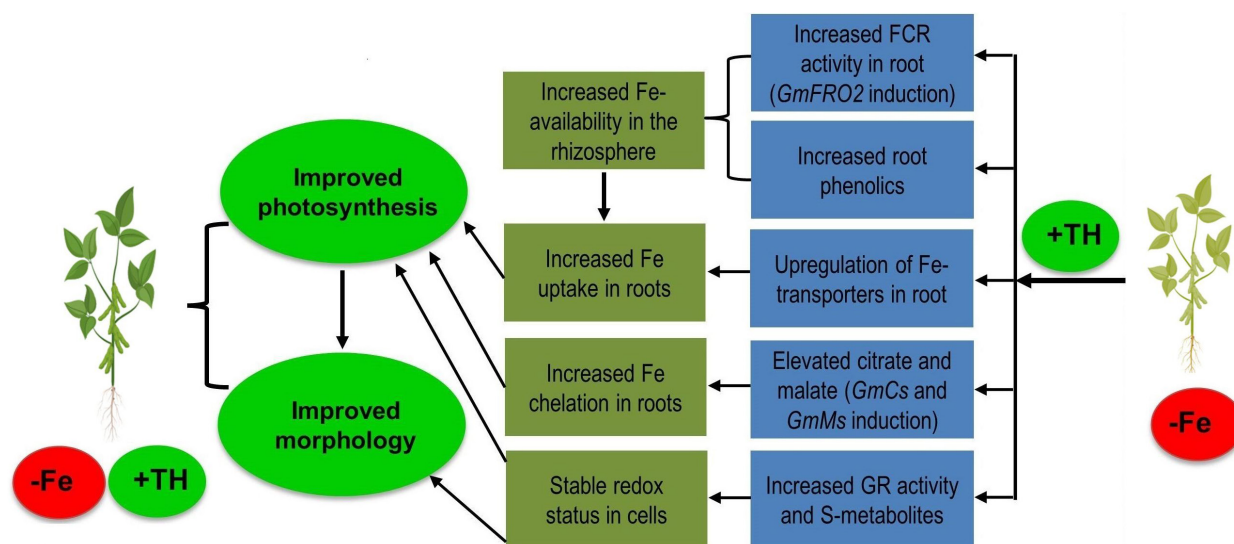 Improved
photosynthesis
Improved
morphology
-Fe
+TH
Increased Fe-
availability in the
rhizosphere
Increased Fe
uptake in roots
Increased Fe
chelation in roots
Stable redox
status in cells
Increased FCR
activity in root
(GmFRO2 induction)
Increased root
phenolics
Upregulation of Fe-
transporters in root
Elevated citrate and
malate (GmCs and
GmMs induction)
Increased GR activity
and S-metabolites
+TH
-Fe